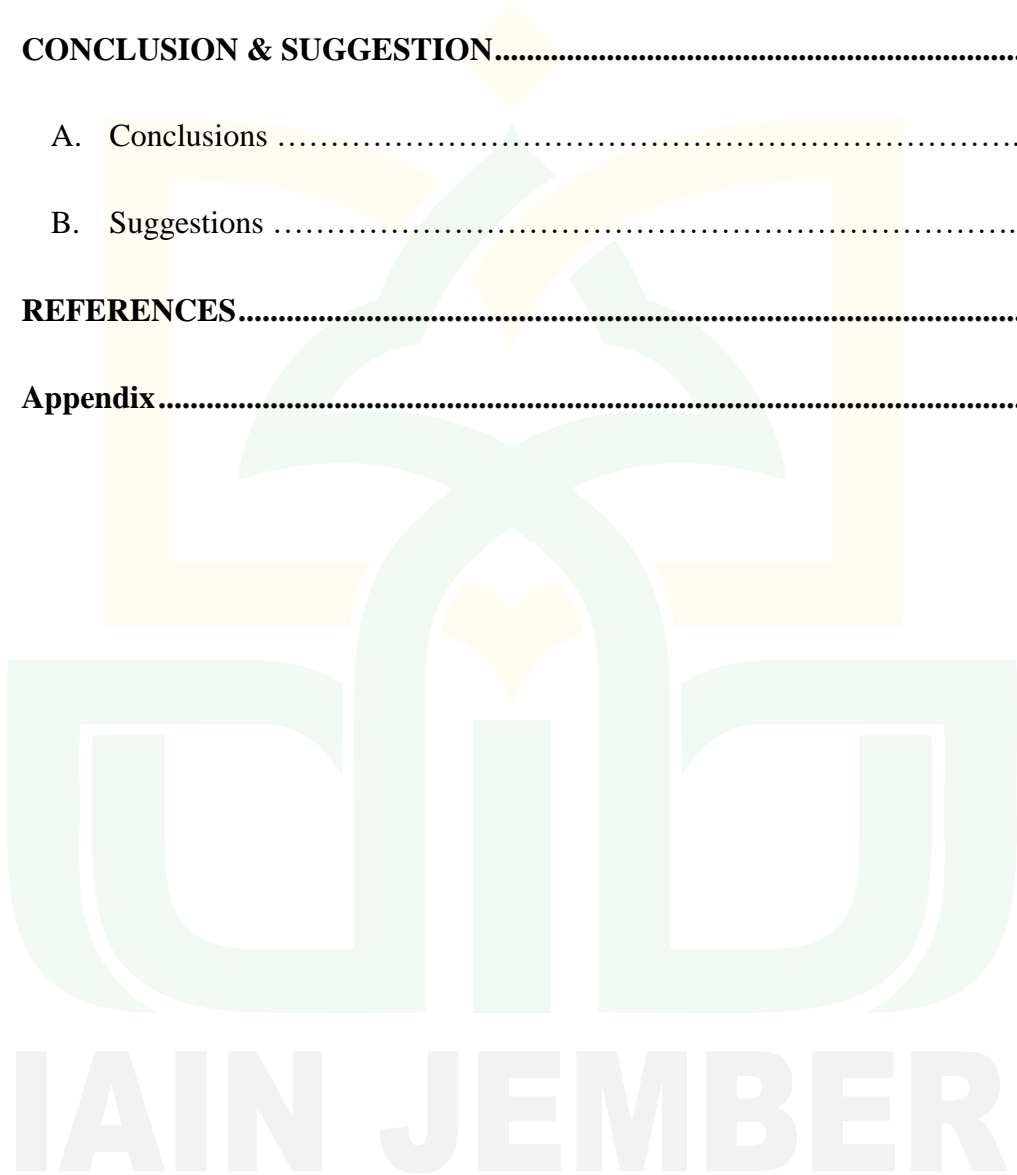 CONCLUSION & SUGGESTION..................................................................
A. Conclusions ……………………………………………………………..
B. Suggestions ……………………………………………………………..
REFERENCES..................................................................................................
Appendix............................................................................................................
IAIN JEMBER